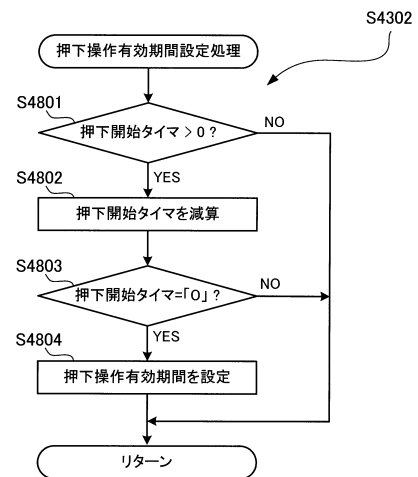 S4302
押下操作有効期間設定処理
S4801
押下開始タイマ > 0 ?
NO
YES
S4802
押下開始タイマを減算
S4803
押下開始タイマ=「0」?
NO
YES
S4804
押下操作有効期間を設定
リターン